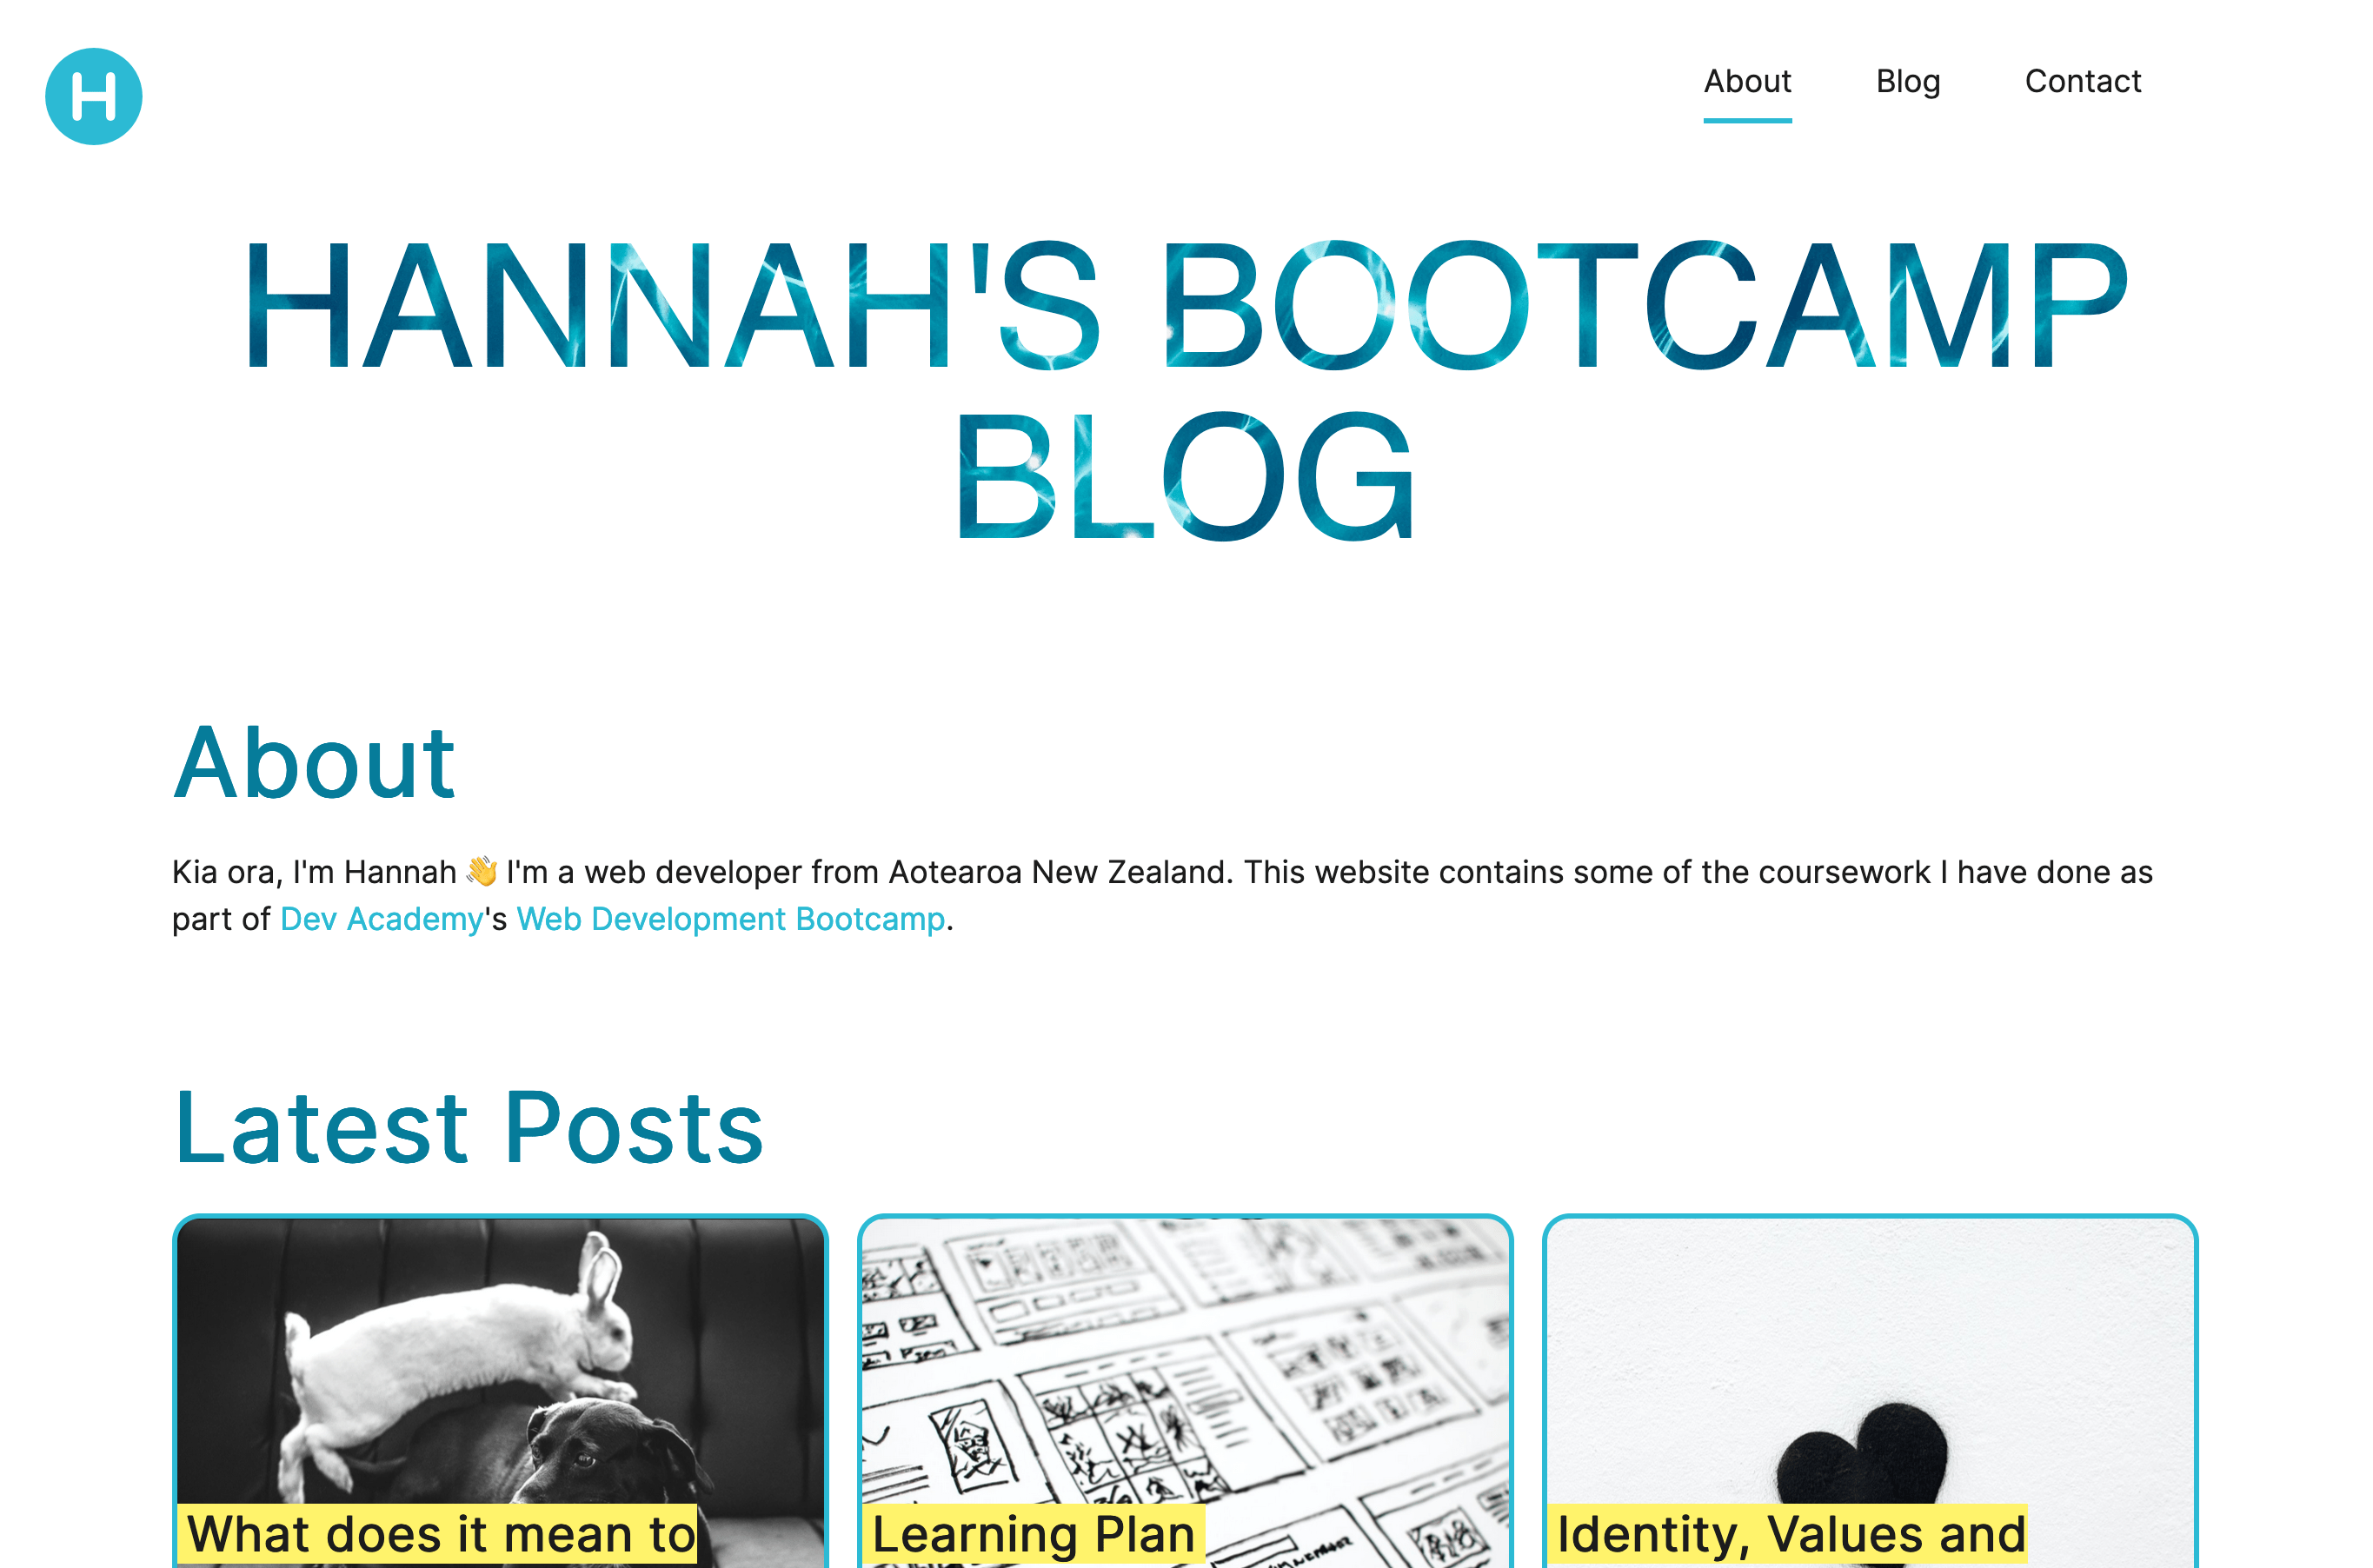 H
About Blog Contact
HANNAH'S BOOTCAMP
BLOG
About
Kia ora, I'm Hannah 👋 I'm a web developer from Aotearoa New Zealand. This website contains some of the coursework I have done as
part of Dev Academy's Web Development Bootcamp.
Latest Posts
What does it mean to
Learning Plan
Identity, Values and